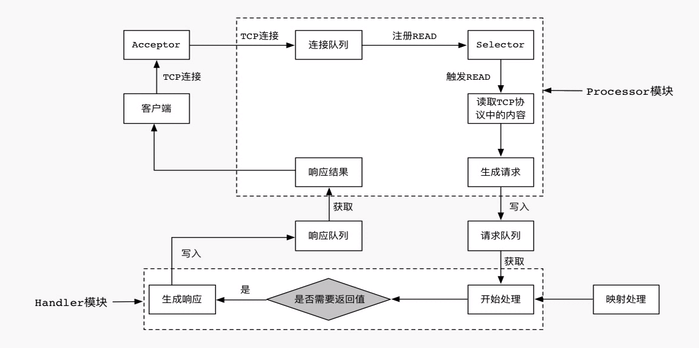 Acceptor
TCP连接
连接队列
注册READ
Selector
TCP连接
触发READ
客户端
读取TCP协
议中的内容
Processor模块
响应结果
生成请求
获取
写入
响应队列
请求队列
写入
获取
Handler模块
生成响应
是
是否需要返回值
开始处理
映射处理